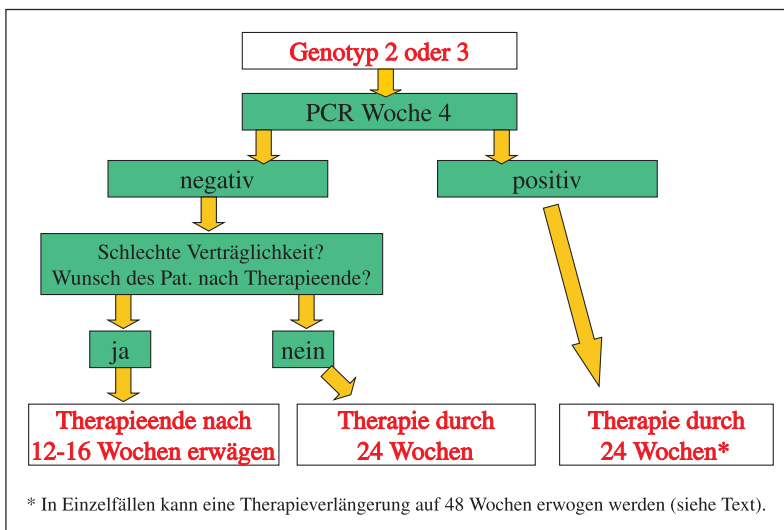 Genotyp 2 oder 3
PCR Woche 4
negativ
positiv
Schlechte Verträglichkeit?
Wunsch des Pat. nach Therapieende?
ja
nein
Therapieende nach
12-16 Wochen erwägen
Therapie durch
24 Wochen
Therapie durch
24 Wochen*
* In Einzelfällen kann eine Therapieverlängerung auf 48 Wochen erwogen werden (siehe Text).